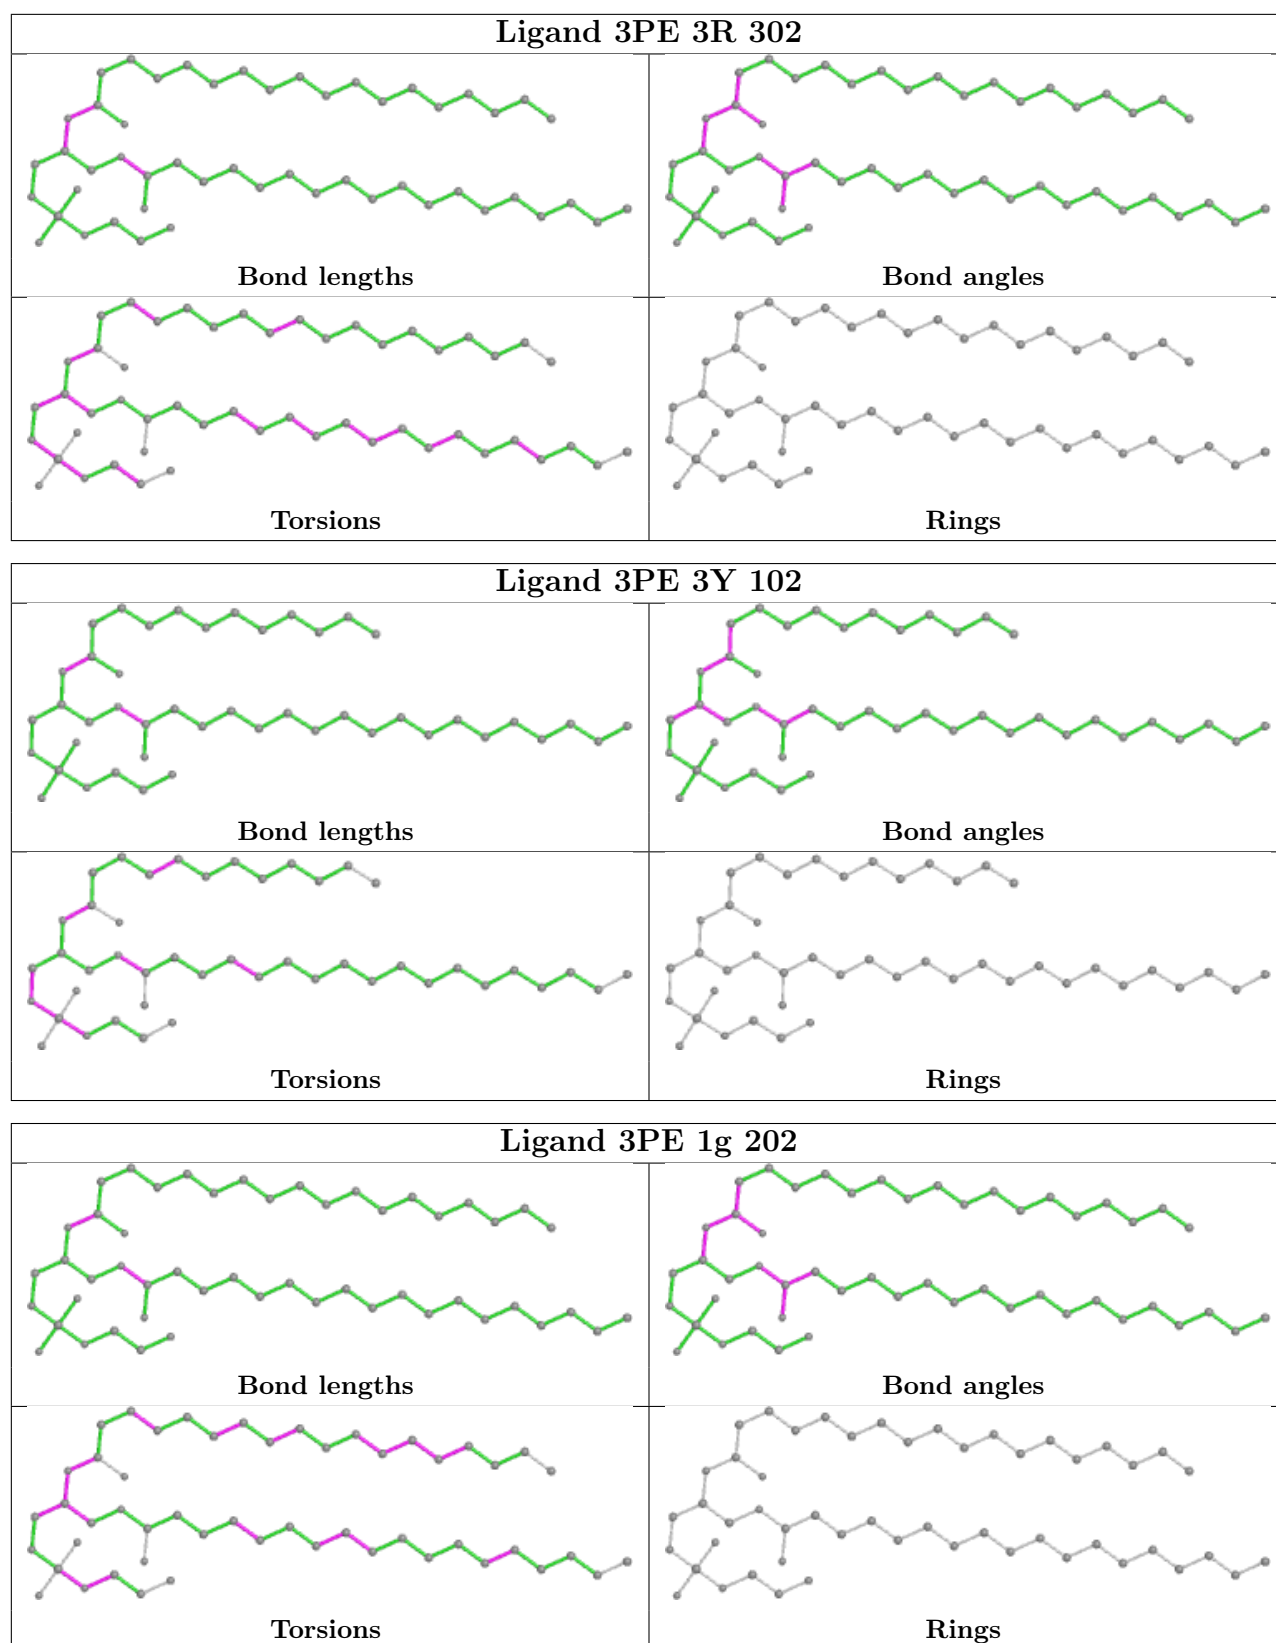 Ligand 3PE 3R 302
Bond lengths
Bond angles
Torsions
Rings
Ligand 3PE 3Y 102
Bond lengths
Bond angles
Torsions
Rings
Ligand 3PE 1g 202
Bond lengths
Bond angles
Torsions
Rings